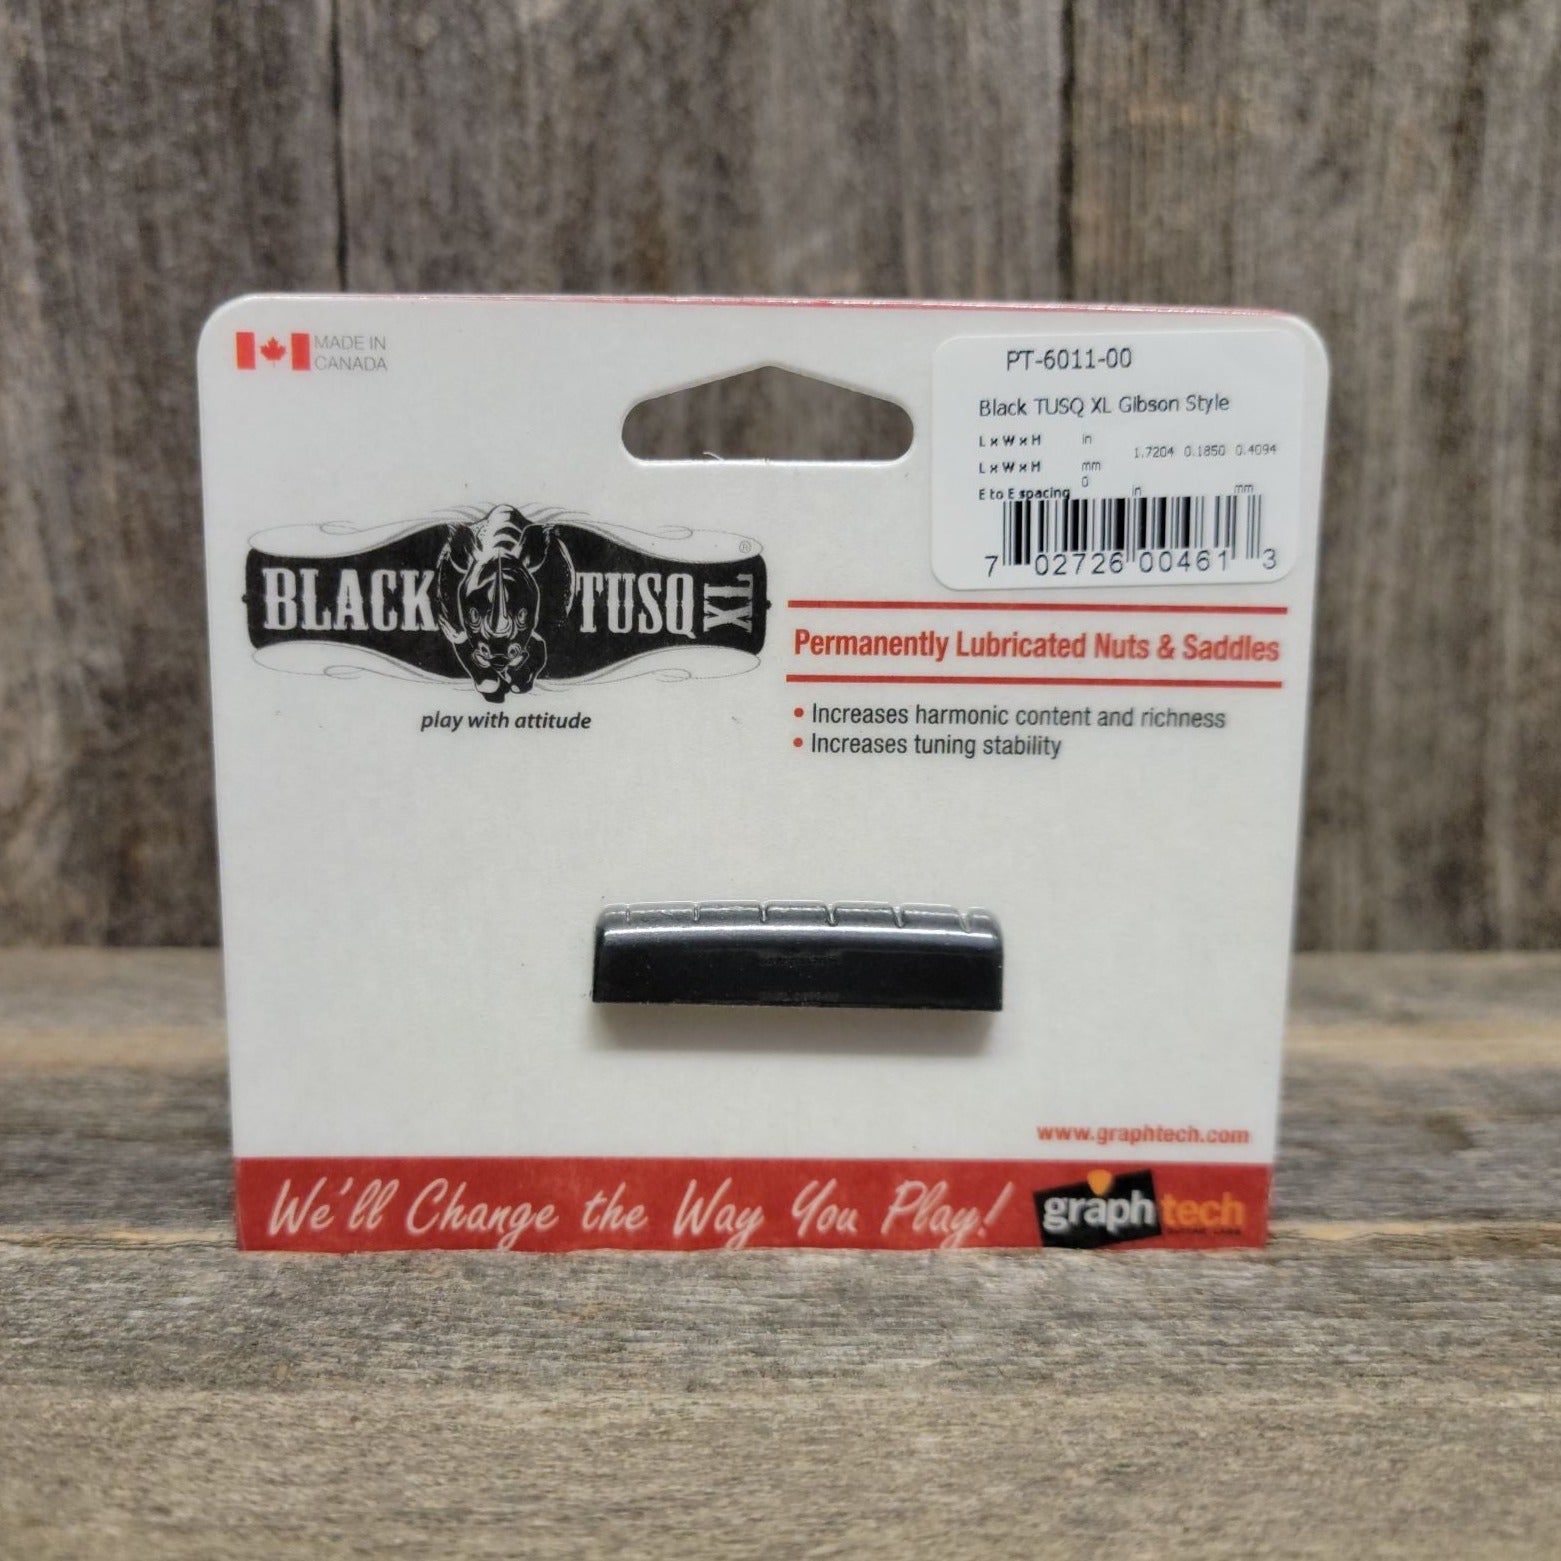 MADE IN
CANADA
PT-6011-00
Black TUSQ XL Gibson Style
L x W x H in 1.7204 0.1850 0.4094
L x W x H mm
0
E to E spacing in mm
7 02726 00461 3
BLACK TUSQ XL ®
play with attitude
Permanently Lubricated Nuts & Saddles
• Increases harmonic content and richness
• Increases tuning stability
www.graphtech.com
We'll Change the Way You Play!
graph tech